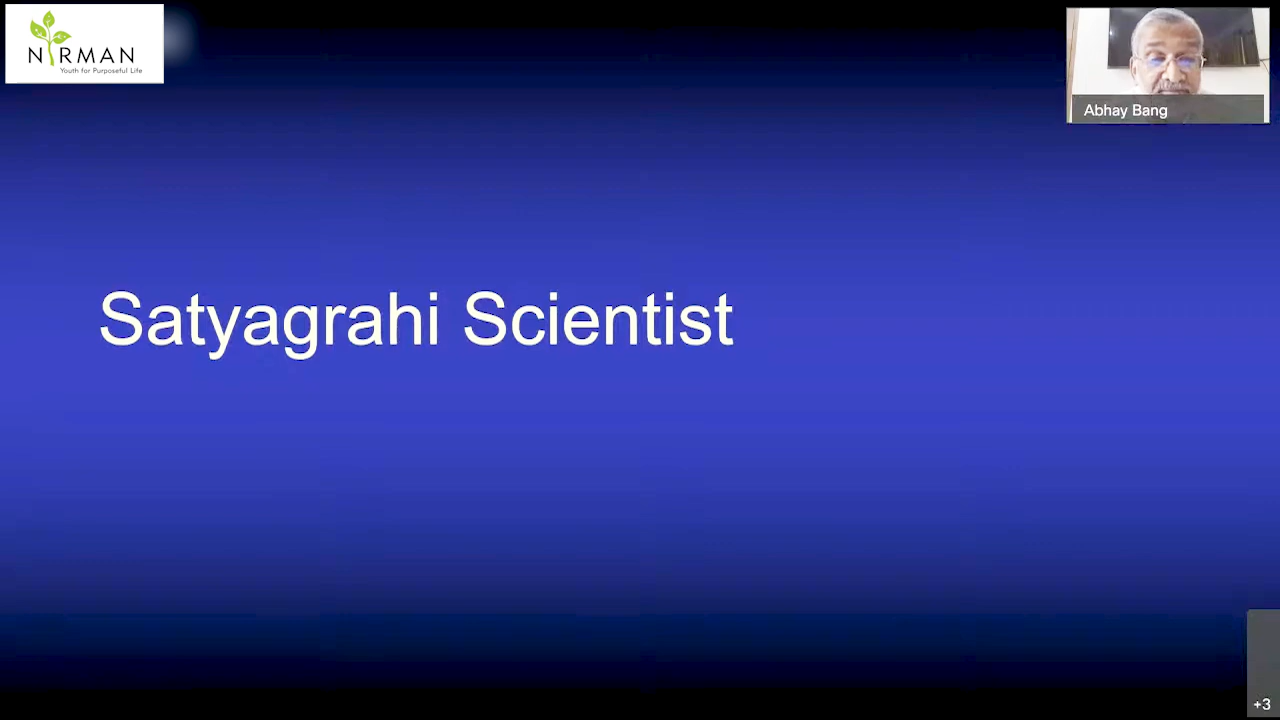 NIRMAN
Youth for Purposeful Life
Abhay Bang
Satyagrahi Scientist
+3